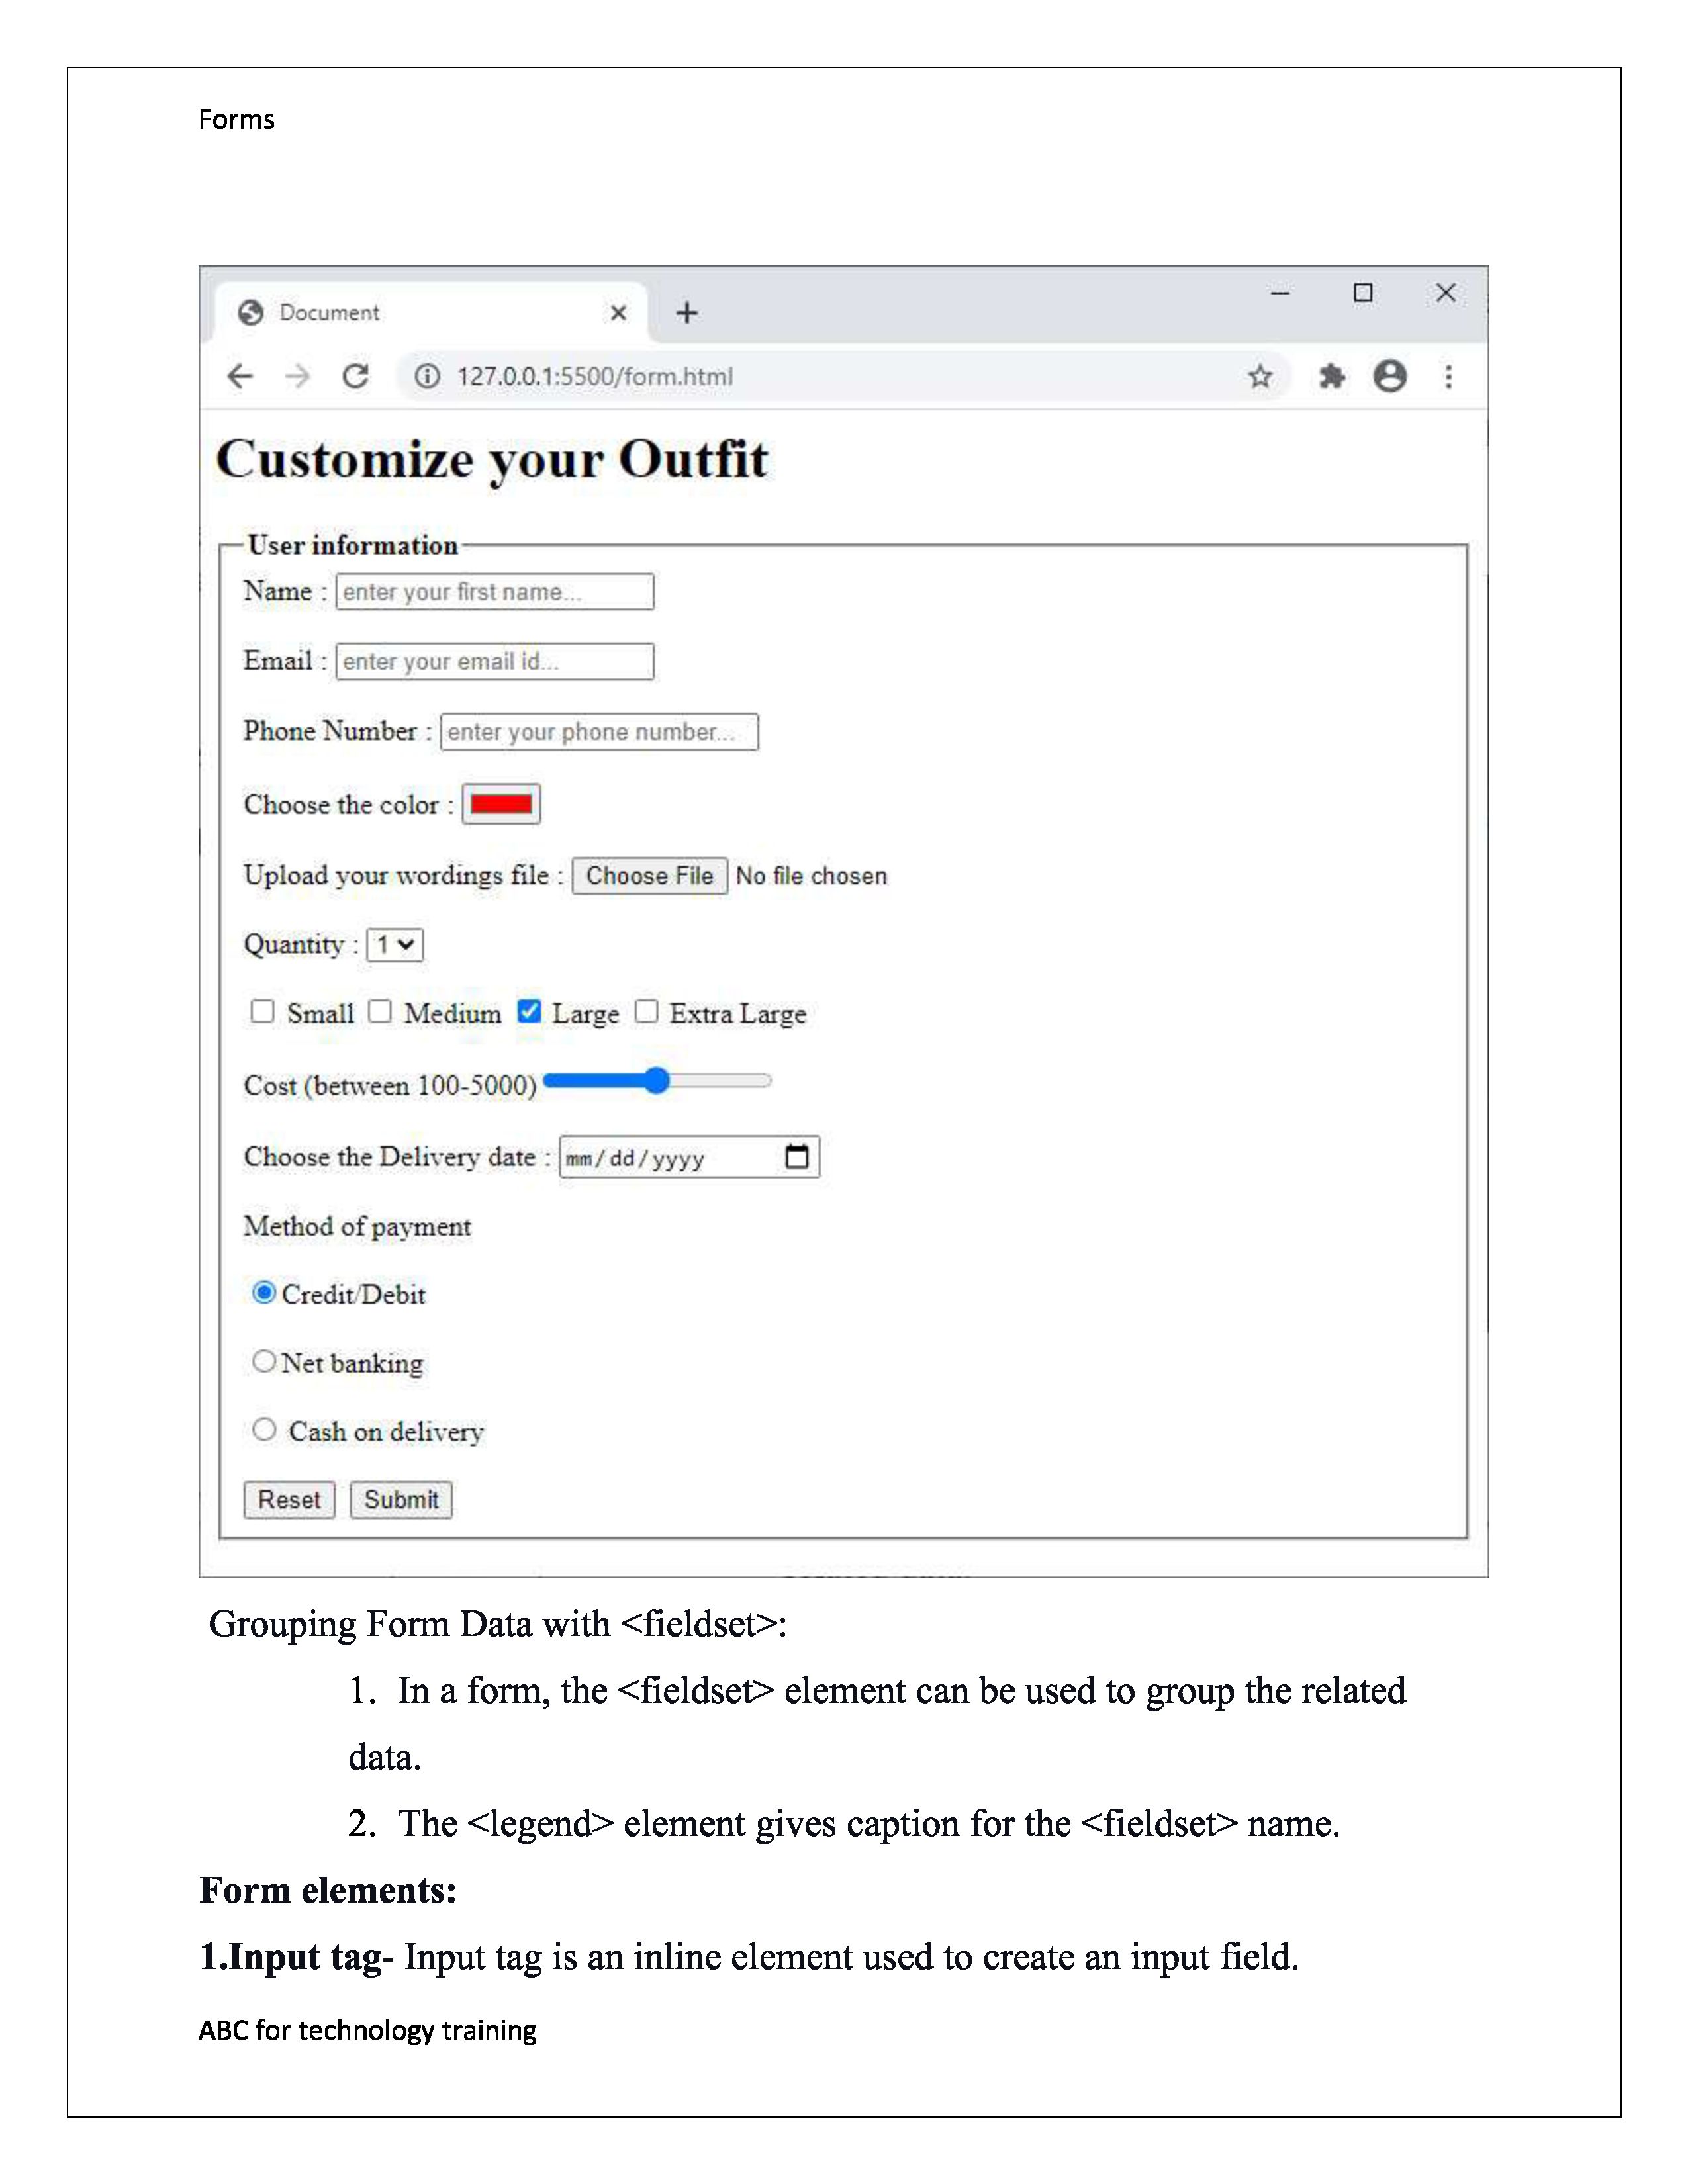 Forms
Document
127.0.0.1:5500/form.html
Customize your Outfit
User information
Name : enter your first name...
Email : enter your email id...
Phone Number : enter your phone number...
Choose the color :
Upload your wordings file : Choose File No file chosen
Quantity : 1
Small Medium Large Extra Large
Cost (between 100-5000)
Choose the Delivery date : mm/dd/yyyy
Method of payment
Credit/Debit
Net banking
Cash on delivery
Reset Submit
Grouping Form Data with <fieldset>:
1. In a form, the <fieldset> element can be used to group the related
data.
2. The <legend> element gives caption for the <fieldset> name.
Form elements:
1.Input tag- Input tag is an inline element used to create an input field.
ABC for technology training